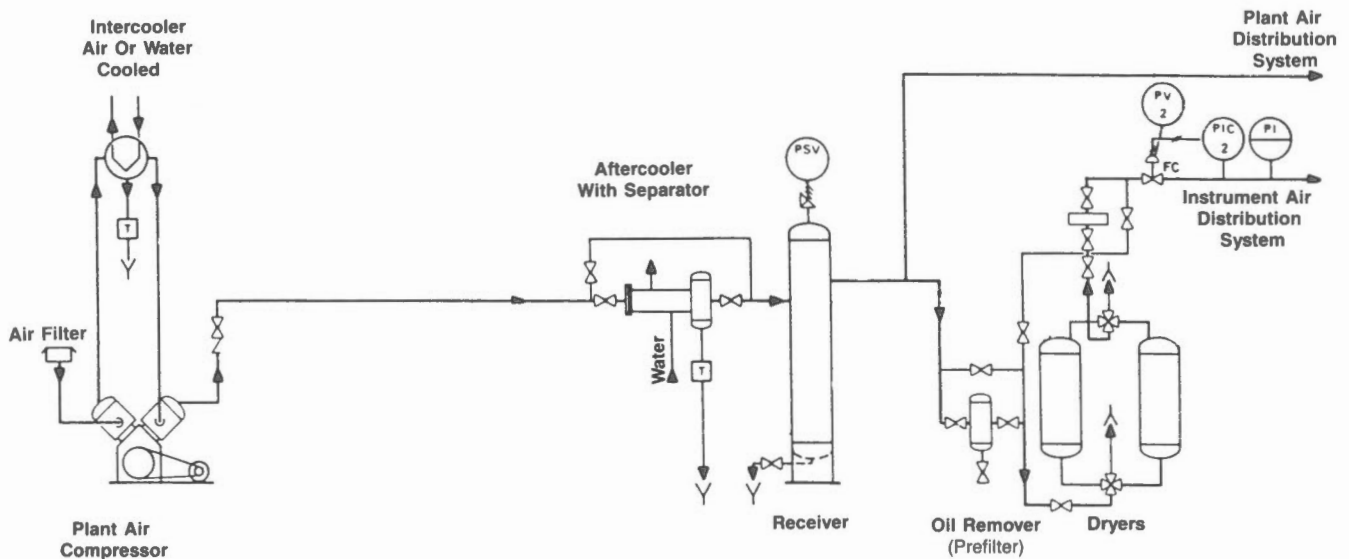 Intercooler
Air Or Water
Cooled
T
Air Filter
Plant Air
Compressor
Aftercooler
With Separator
Water
T
PSV
Receiver
Oil Remover
(Prefilter)
Dryers
Plant Air
Distribution
System
PV
2
PIC
2
PI
FC
Instrument Air
Distribution
System